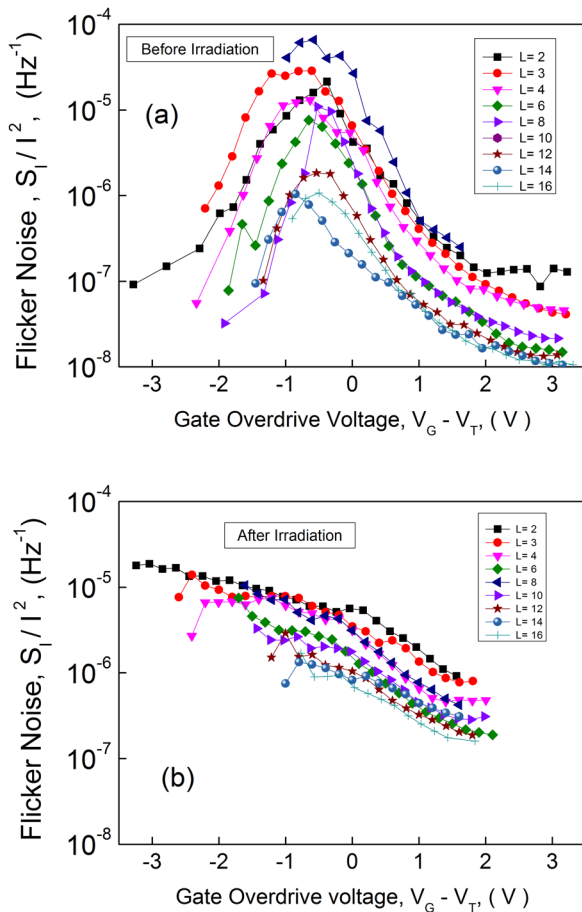 Flicker Noise , S_I / I^2 , (Hz^-1)
10^-4
10^-5
10^-6
10^-7
10^-8
Before Irradiation
(a)
L= 2
L= 3
L= 4
L= 6
L= 8
L= 10
L= 12
L= 14
L= 16
-3 -2 -1 0 1 2 3
Gate Overdrive Voltage, V_G - V_T, ( V )
Flicker Noise, S_I / I^2, (Hz^-1)
10^-4
10^-5
10^-6
10^-7
10^-8
After Irradiation
(b)
L= 2
L= 3
L= 4
L= 6
L= 8
L= 10
L= 12
L= 14
L= 16
-3 -2 -1 0 1 2
Gate Overdrive voltage, V_G - V_T, ( V )